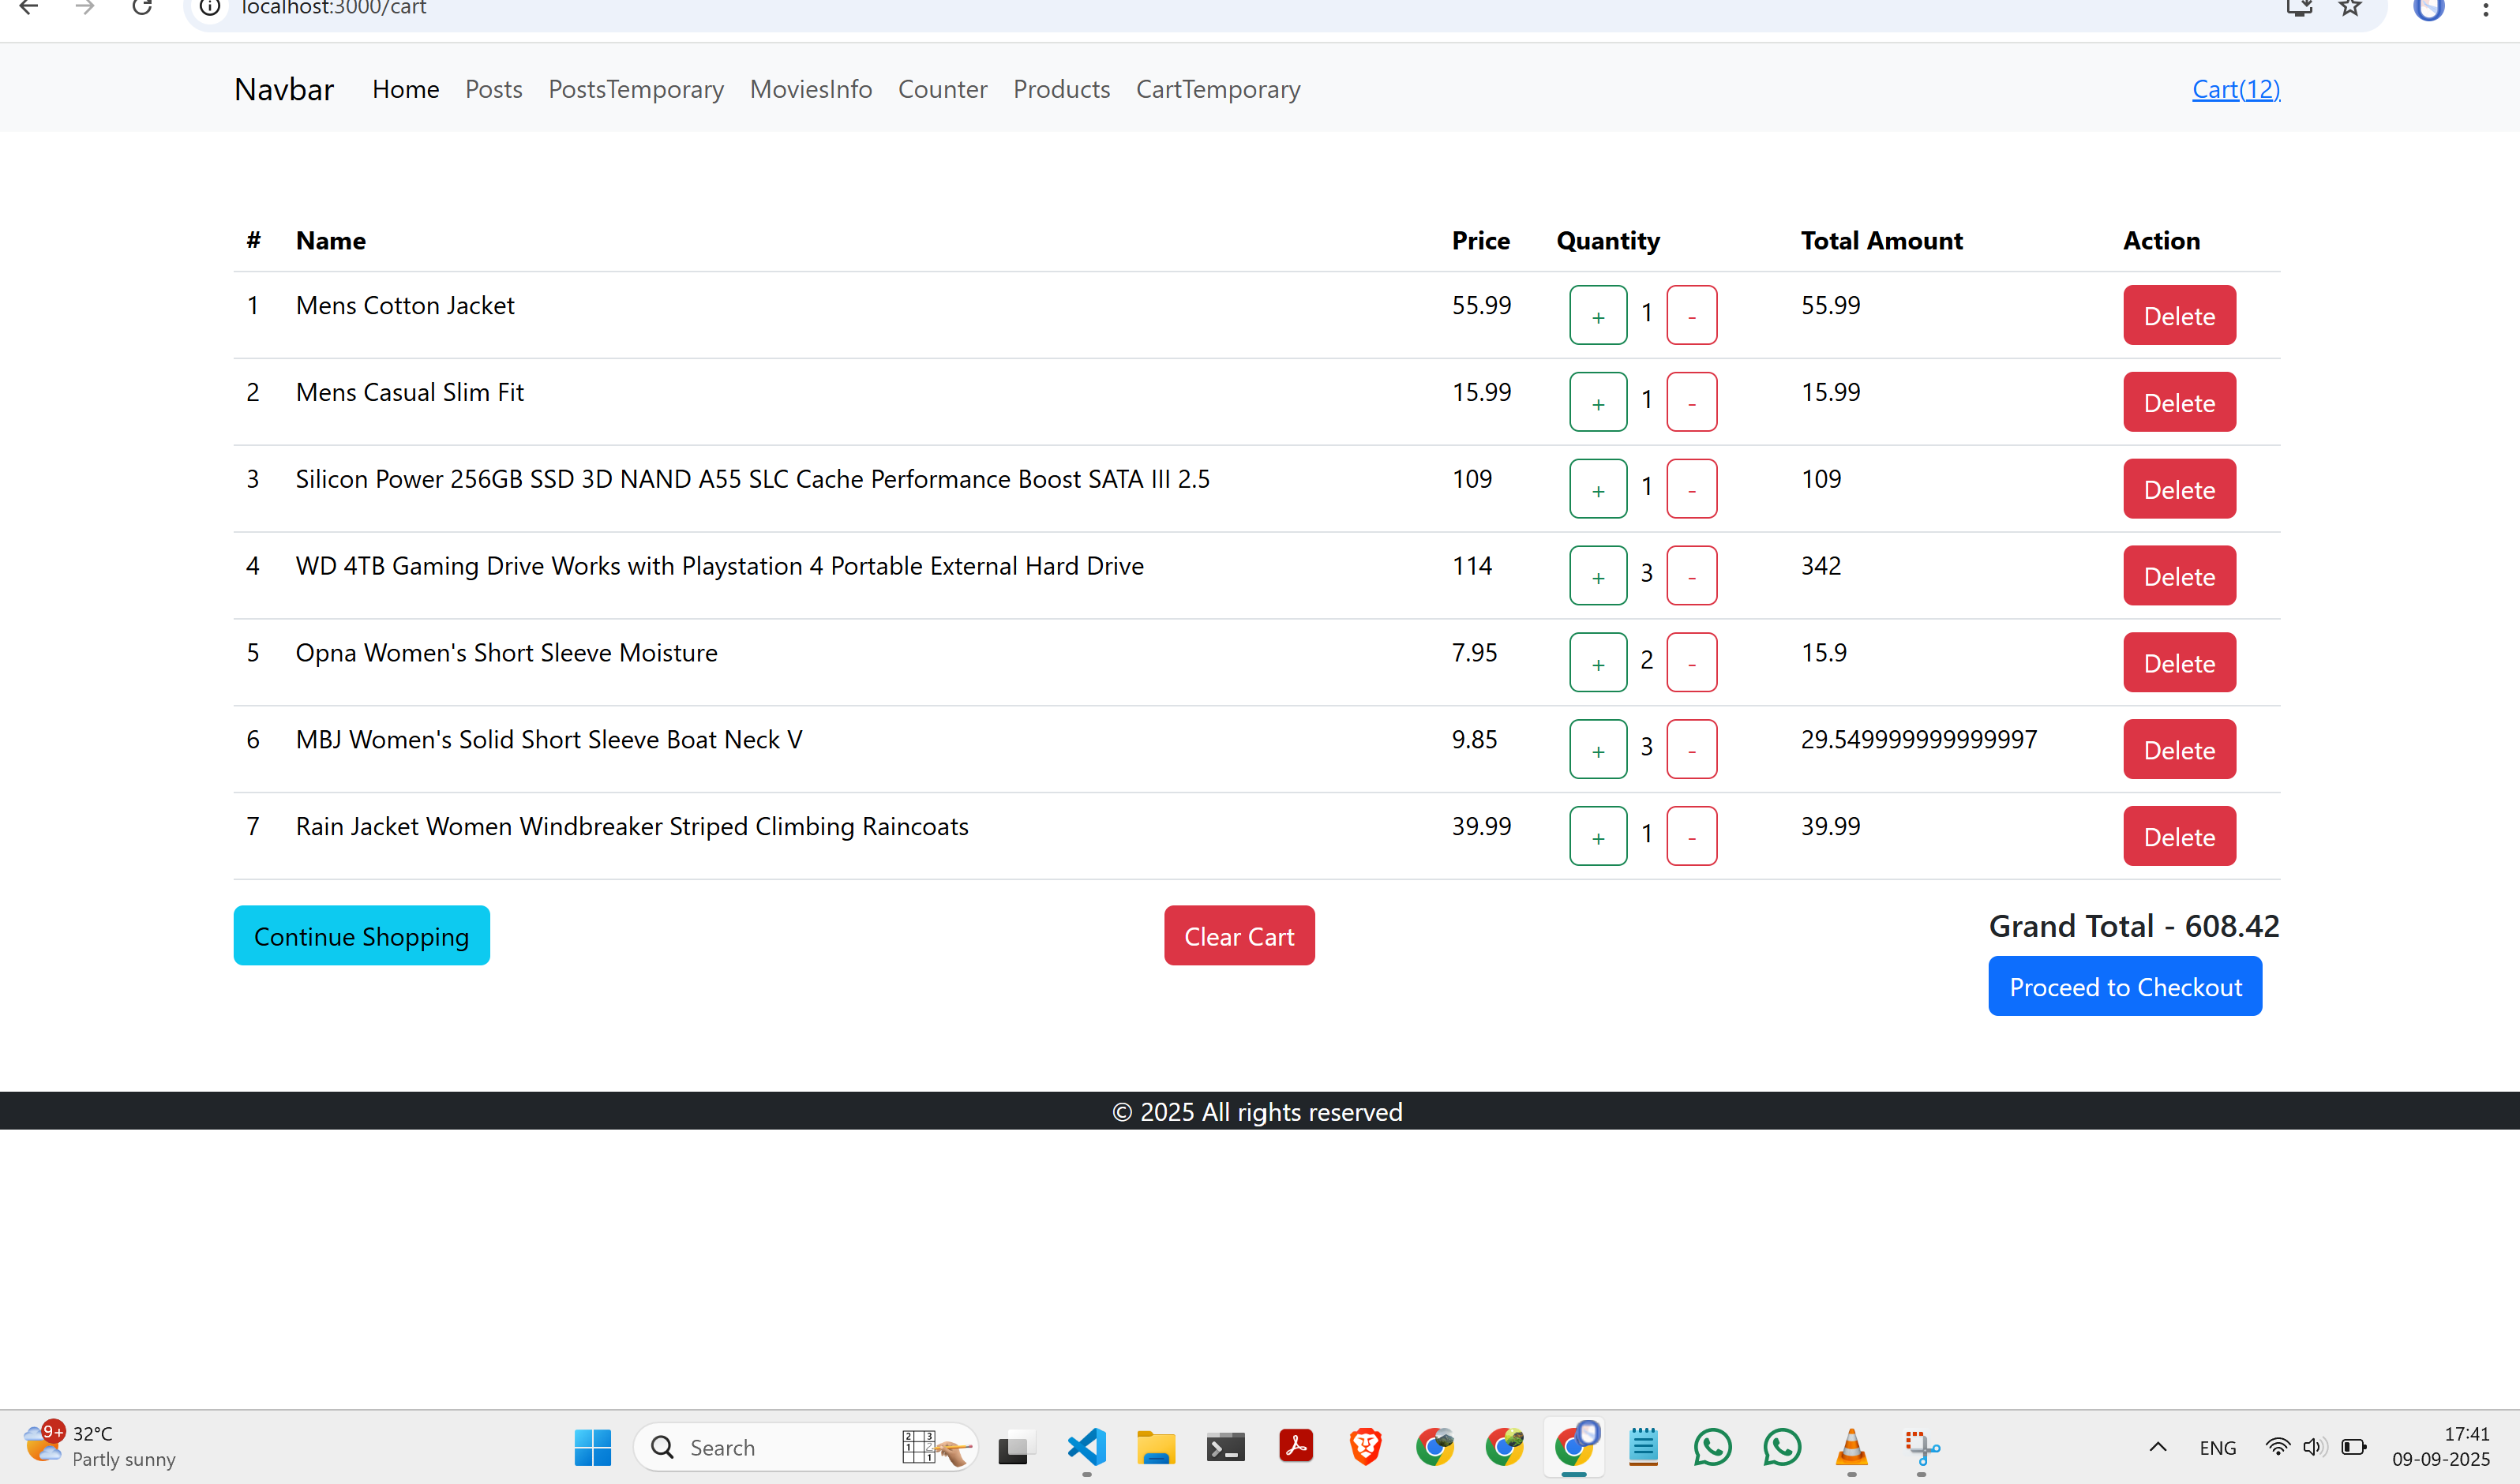 localhost:3000/cart
Navbar Home Posts PostsTemporary MoviesInfo Counter Products CartTemporary Cart(12)
# Name Price Quantity Total Amount Action
1 Mens Cotton Jacket 55.99 + 1 - 55.99 Delete
2 Mens Casual Slim Fit 15.99 + 1 - 15.99 Delete
3 Silicon Power 256GB SSD 3D NAND A55 SLC Cache Performance Boost SATA III 2.5 109 + 1 - 109 Delete
4 WD 4TB Gaming Drive Works with Playstation 4 Portable External Hard Drive 114 + 3 - 342 Delete
5 Opna Women's Short Sleeve Moisture 7.95 + 2 - 15.9 Delete
6 MBJ Women's Solid Short Sleeve Boat Neck V 9.85 + 3 - 29.549999999999997 Delete
7 Rain Jacket Women Windbreaker Striped Climbing Raincoats 39.99 + 1 - 39.99 Delete
Continue Shopping Clear Cart Grand Total - 608.42
Proceed to Checkout
© 2025 All rights reserved
9+ 32°C
Partly sunny
Search
ENG
17:41
09-09-2025